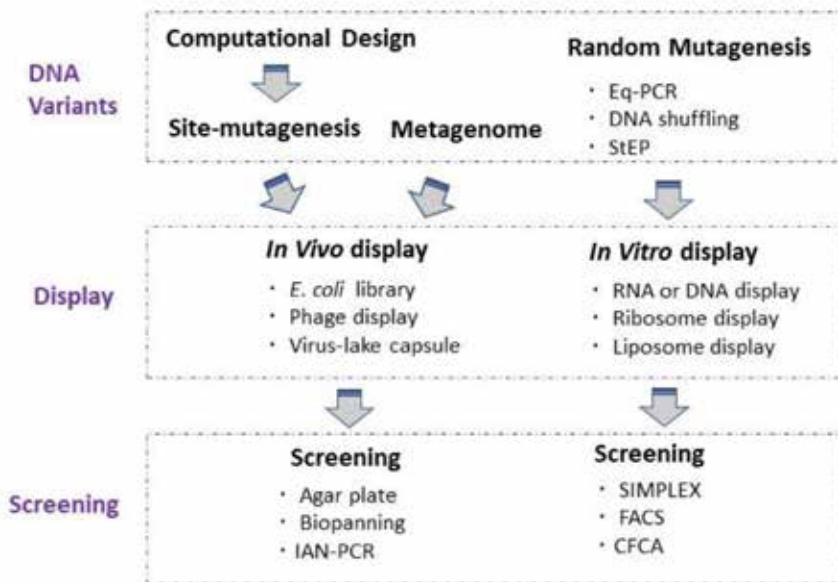 DNA
Variants
Computational Design
Site-mutagenesis
Metagenome
Random Mutagenesis
· Eq-PCR
· DNA shuffling
· StEP
Display
In Vivo display
· E. coli library
· Phage display
· Virus-lake capsule
In Vitro display
· RNA or DNA display
· Ribosome display
· Liposome display
Screening
Screening
· Agar plate
· Biopanning
· IAN-PCR
Screening
· SIMPLEX
· FACS
· CFCA